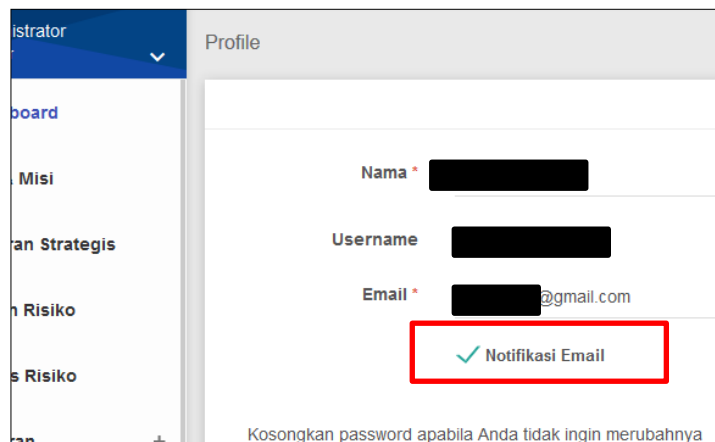 istrator
Profile
board
Nama *
Misi
Username
an Strategis
Email *
@gmail.com
Risiko
Notifikasi Email
s Risiko
Kosongkan password apabila Anda tidak ingin merubahnya